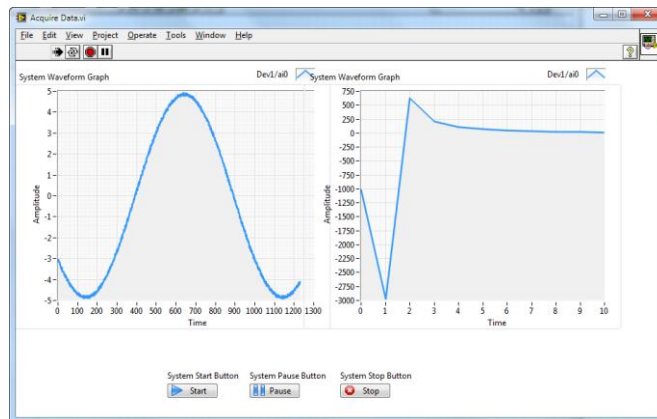 Acquire Data.vi
File Edit View Project Operate Tools Window Help
System Waveform Graph Dev1/ai0
Amplitude
5
4
3
2
1
0
-1
-2
-3
-4
-5
0 100 200 300 400 500 600 700 800 900 1000 1100 1200 1300
Time
System Waveform Graph Dev1/ai0
Amplitude
750
500
250
0
-250
-500
-750
-1000
-1250
-1500
-1750
-2000
-2250
-2500
-2750
-3000
0 1 2 3 4 5 6 7 8 9 10
Time
System Start Button System Pause Button System Stop Button
Start Pause Stop